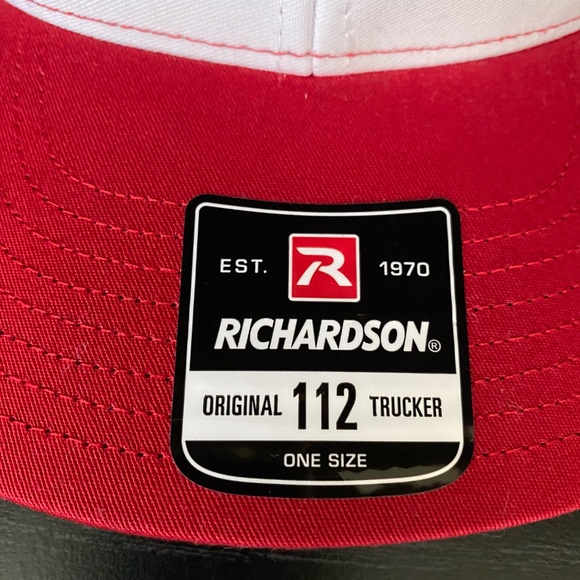 EST. R 1970
RICHARDSON®
ORIGINAL 112 TRUCKER
ONE SIZE